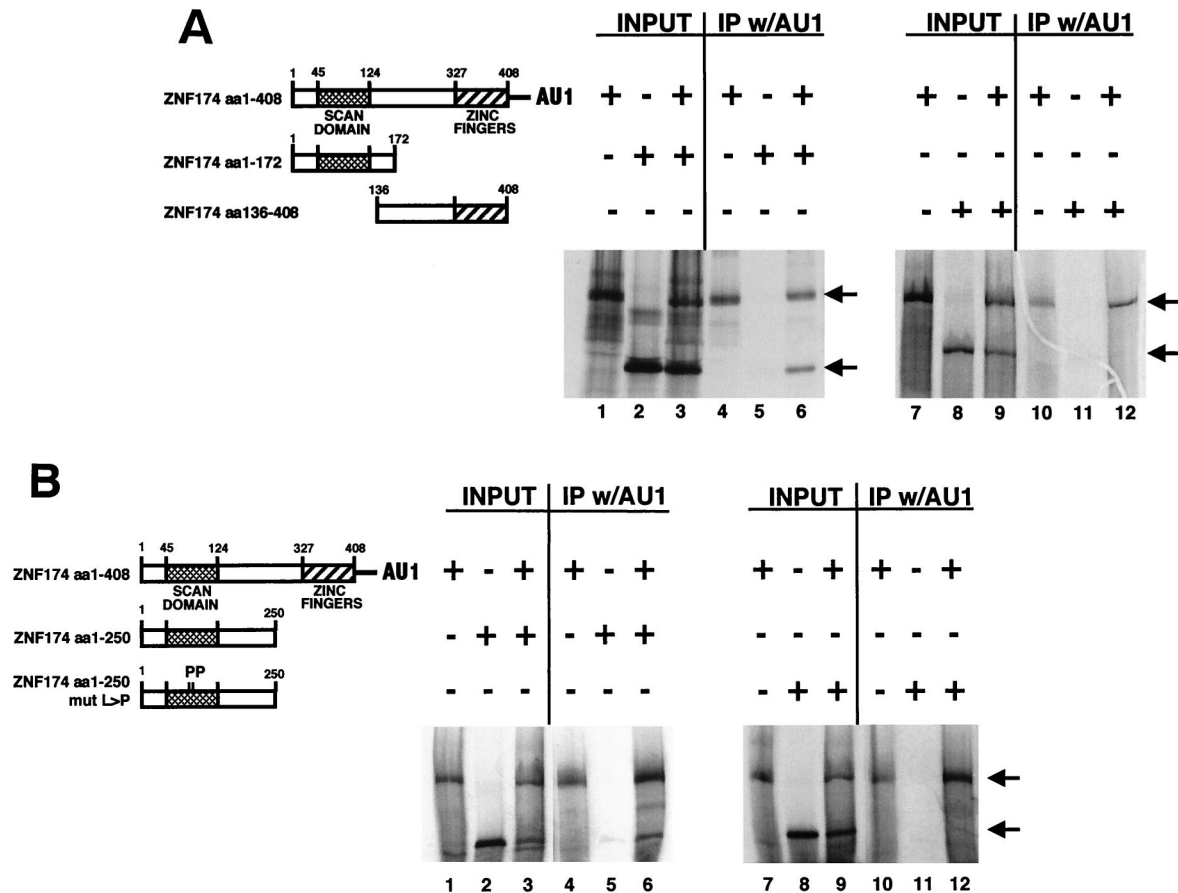 A
INPUT IP w/AU1 INPUT IP w/AU1
1 45 124 327 408
ZNF174 aa1-408 AU1 + - + + - + + - + + - +
SCAN DOMAIN ZINC FINGERS
1 172
ZNF174 aa1-172 - + + - + + - - - - - -
136 408
ZNF174 aa136-408 - - - - - - - + + - + +
1 2 3 4 5 6 7 8 9 10 11 12
B
INPUT IP w/AU1 INPUT IP w/AU1
1 45 124 327 408
ZNF174 aa1-408 AU1 + - + + - + + - + + - +
SCAN DOMAIN ZINC FINGERS
1 250
ZNF174 aa1-250 - + + - + + - - - - - -
1 PP 250
ZNF174 aa1-250 - - - - - - - + + - + +
mut L>P
1 2 3 4 5 6 7 8 9 10 11 12